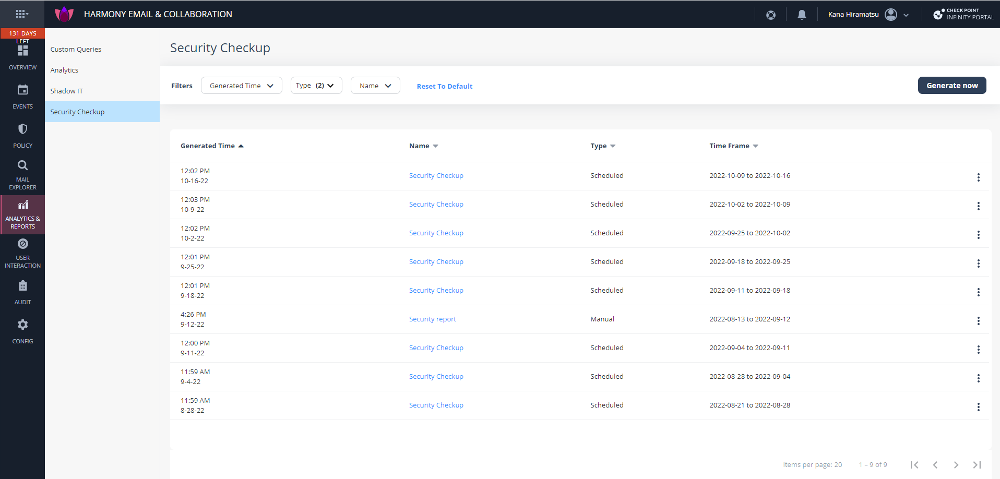 HARMONY EMAIL & COLLABORATION
Kana Hiramatsu
CHECK POINT
INFINITY PORTAL
131 DAYS
LEFT
OVERVIEW
EVENTS
POLICY
MAIL
EXPLORER
ANALYTICS &
REPORTS
USER
INTERACTION
AUDIT
CONFIG
Custom Queries
Analytics
Shadow IT
Security Checkup
Security Checkup
Filters Generated Time Type (2) Name Reset To Default Generate now
Generated Time Name Type Time Frame
12:02 PM
10-16-22 Security Checkup Scheduled 2022-10-09 to 2022-10-16
12:03 PM
10-9-22 Security Checkup Scheduled 2022-10-02 to 2022-10-09
12:02 PM
10-2-22 Security Checkup Scheduled 2022-09-25 to 2022-10-02
12:01 PM
9-25-22 Security Checkup Scheduled 2022-09-18 to 2022-09-25
12:01 PM
9-18-22 Security Checkup Scheduled 2022-09-11 to 2022-09-18
4:26 PM
9-12-22 Security report Manual 2022-08-13 to 2022-09-12
12:00 PM
9-11-22 Security Checkup Scheduled 2022-09-04 to 2022-09-11
11:59 AM
9-4-22 Security Checkup Scheduled 2022-08-28 to 2022-09-04
11:59 AM
8-28-22 Security Checkup Scheduled 2022-08-21 to 2022-08-28
Items per page: 20 1 – 9 of 9